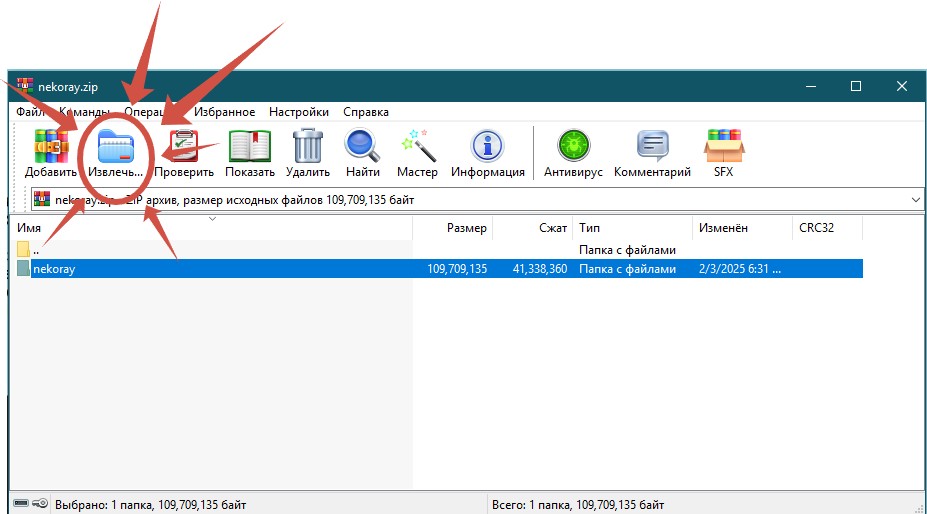 nekoray.zip
Файл Команды Операц Избранное Настройки Справка
Добавить Извлечь... Проверить Показать Удалить Найти Мастер Информация Антивирус Комментарий SFX
nekoray.zip - ZIP архив, размер исходных файлов 109,709,135 байт
Имя Размер Сжат Тип Изменён CRC32
.. Папка с файлами
nekoray 109,709,135 41,338,360 Папка с файлами 2/3/2025 6:31 ...
Выбрано: 1 папка, 109,709,135 байт Всего: 1 папка, 109,709,135 байт